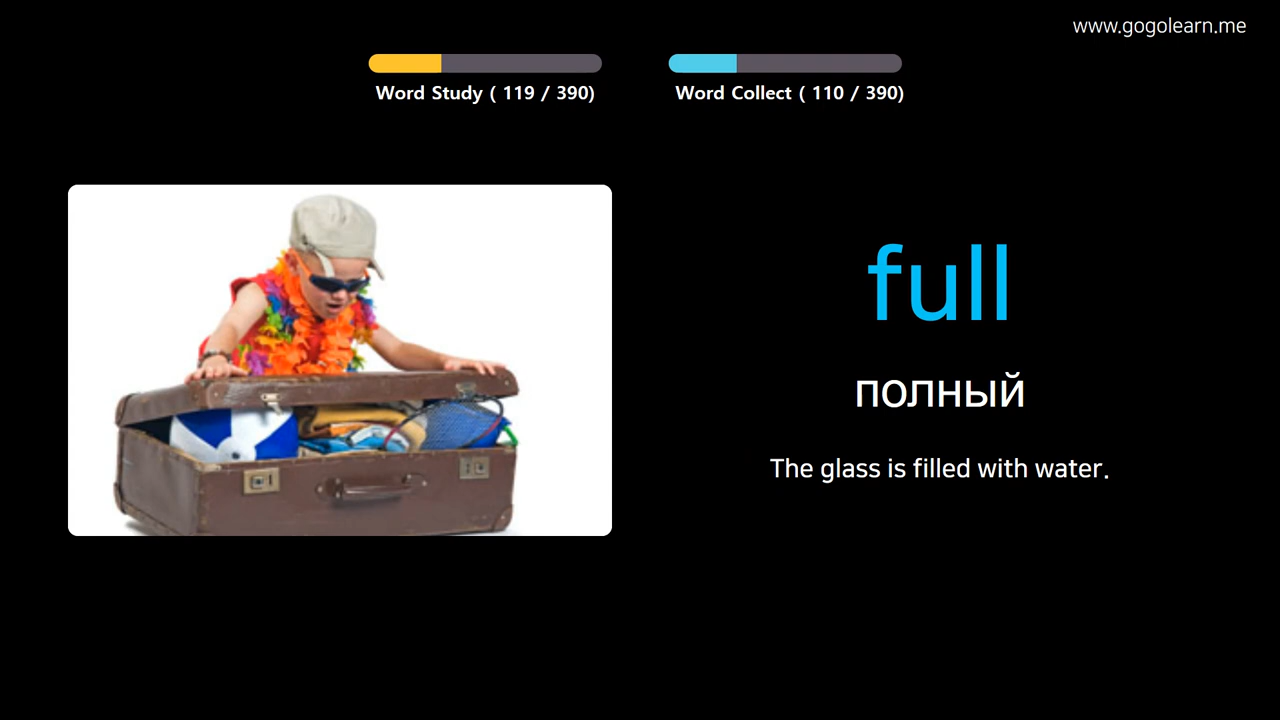 www.gogolearn.me
Word Study ( 119 / 390)
Word Collect ( 110 / 390)
full
полный
The glass is filled with water.